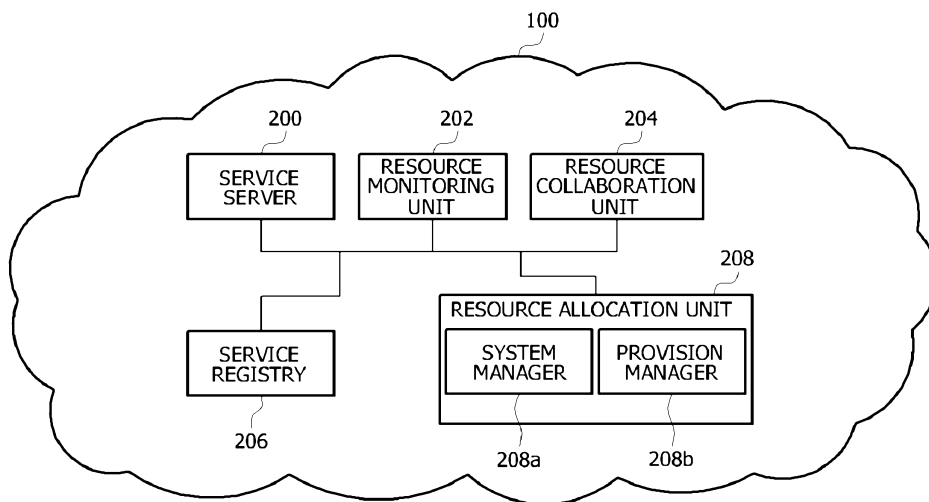 100
200
202
204
SERVICE
SERVER
RESOURCE
MONITORING
UNIT
RESOURCE
COLLABORATION
UNIT
208
RESOURCE ALLOCATION UNIT
SERVICE
REGISTRY
SYSTEM
MANAGER
PROVISION
MANAGER
206
208a
208b